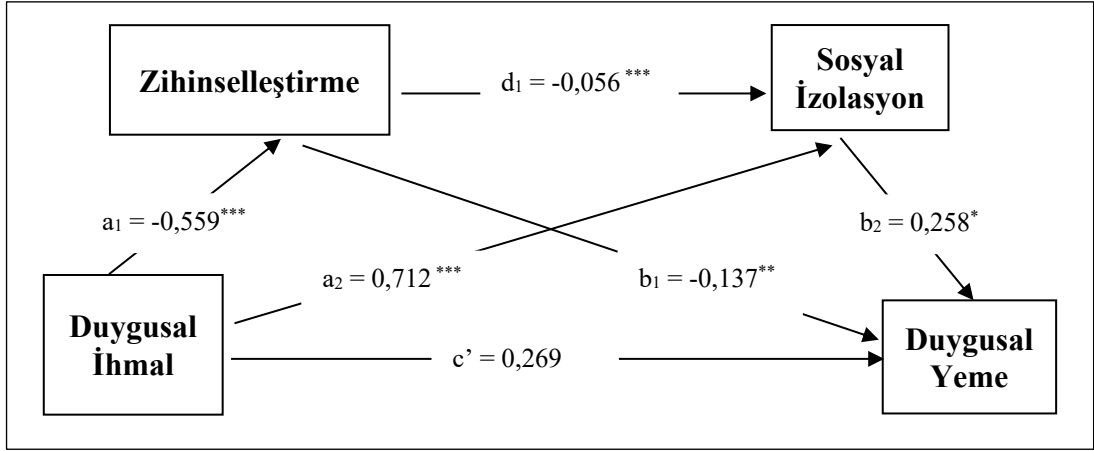 Zihinselleştirme
d1 = -0,056 ***
Sosyal
İzolasyon
a1 = -0,559***
b2 = 0,258*
a2 = 0,712 ***
b1 = -0,137**
Duygusal
İhmal
c’ = 0,269
Duygusal
Yeme